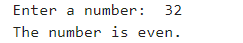 Enter a number:  32
The number is even.